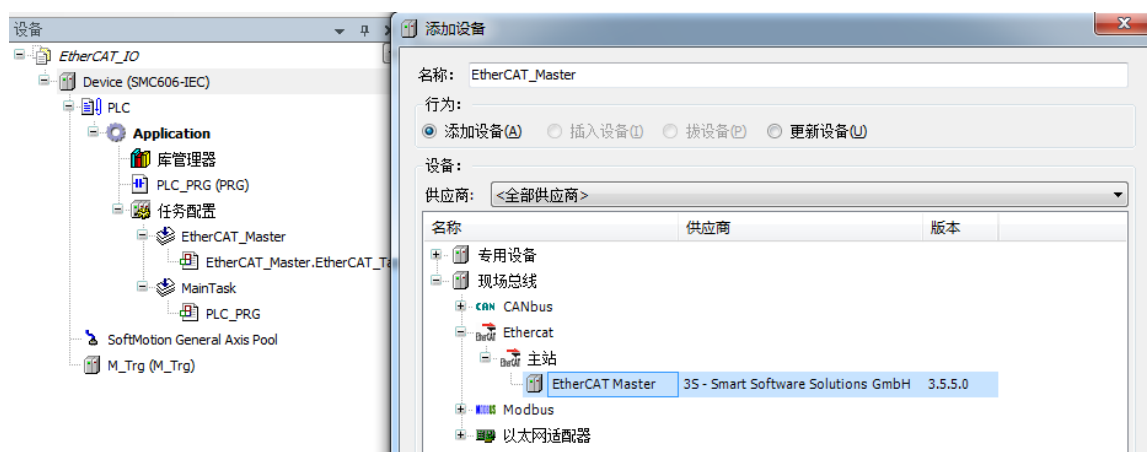 设备
EtherCAT_IO
Device (SMC606-IEC)
PLC
Application
库管理器
PLC_PRG (PRG)
任务配置
EtherCAT_Master
EtherCAT_Master.EtherCAT_Ta
MainTask
PLC_PRG
SoftMotion General Axis Pool
M_Trg (M_Trg)
添加设备
名称: EtherCAT_Master
行为:
添加设备(A) 插入设备(I) 拔设备(P) 更新设备(U)
设备:
供应商: <全部供应商>
名称 供应商 版本
专用设备
现场总线
CAN CANbus
EtherCAT Ethercat
EtherCAT 主站
EtherCAT Master 3S - Smart Software Solutions GmbH 3.5.5.0
MODBUS Modbus
以太网适配器